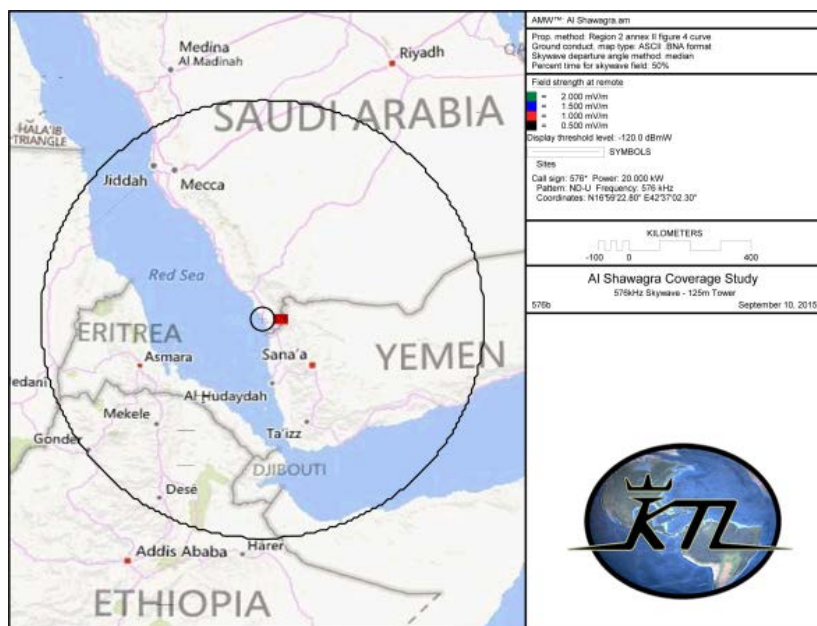 Medina
Al Madinah
Riyadh
QA
SAUDI ARABIA
HALA'IB
TRIANGLE
Jiddah
Mecca
Red Sea
ERITREA
Asmara
Sana'a
YEMEN
edani
Al Hudaydah
Mekele
Ta'izz
Gonder
DJIBOUTI
Desé
Addis Ababa
Harer
ETHIOPIA
AMW™: Al Shawagra.am
Prop. method: Region 2 annex II figure 4 curve
Ground conduct. map type: ASCII .BNA format
Skywave departure angle method: median
Percent time for skywave field: 50%
Field strength at remote
= 2.000 mV/m
= 1.500 mV/m
= 1.000 mV/m
= 0.500 mV/m
Display threshold level: -120.0 dBmW
SYMBOLS
Sites
Call sign: 576* Power: 20.000 kW
Pattern: ND-U Frequency: 576 kHz
Coordinates: N16°59'22.80" E42°37'02.30"
KILOMETERS
-100 0 400
Al Shawagra Coverage Study
576kHz Skywave - 125m Tower
576b September 10, 2015
KTL